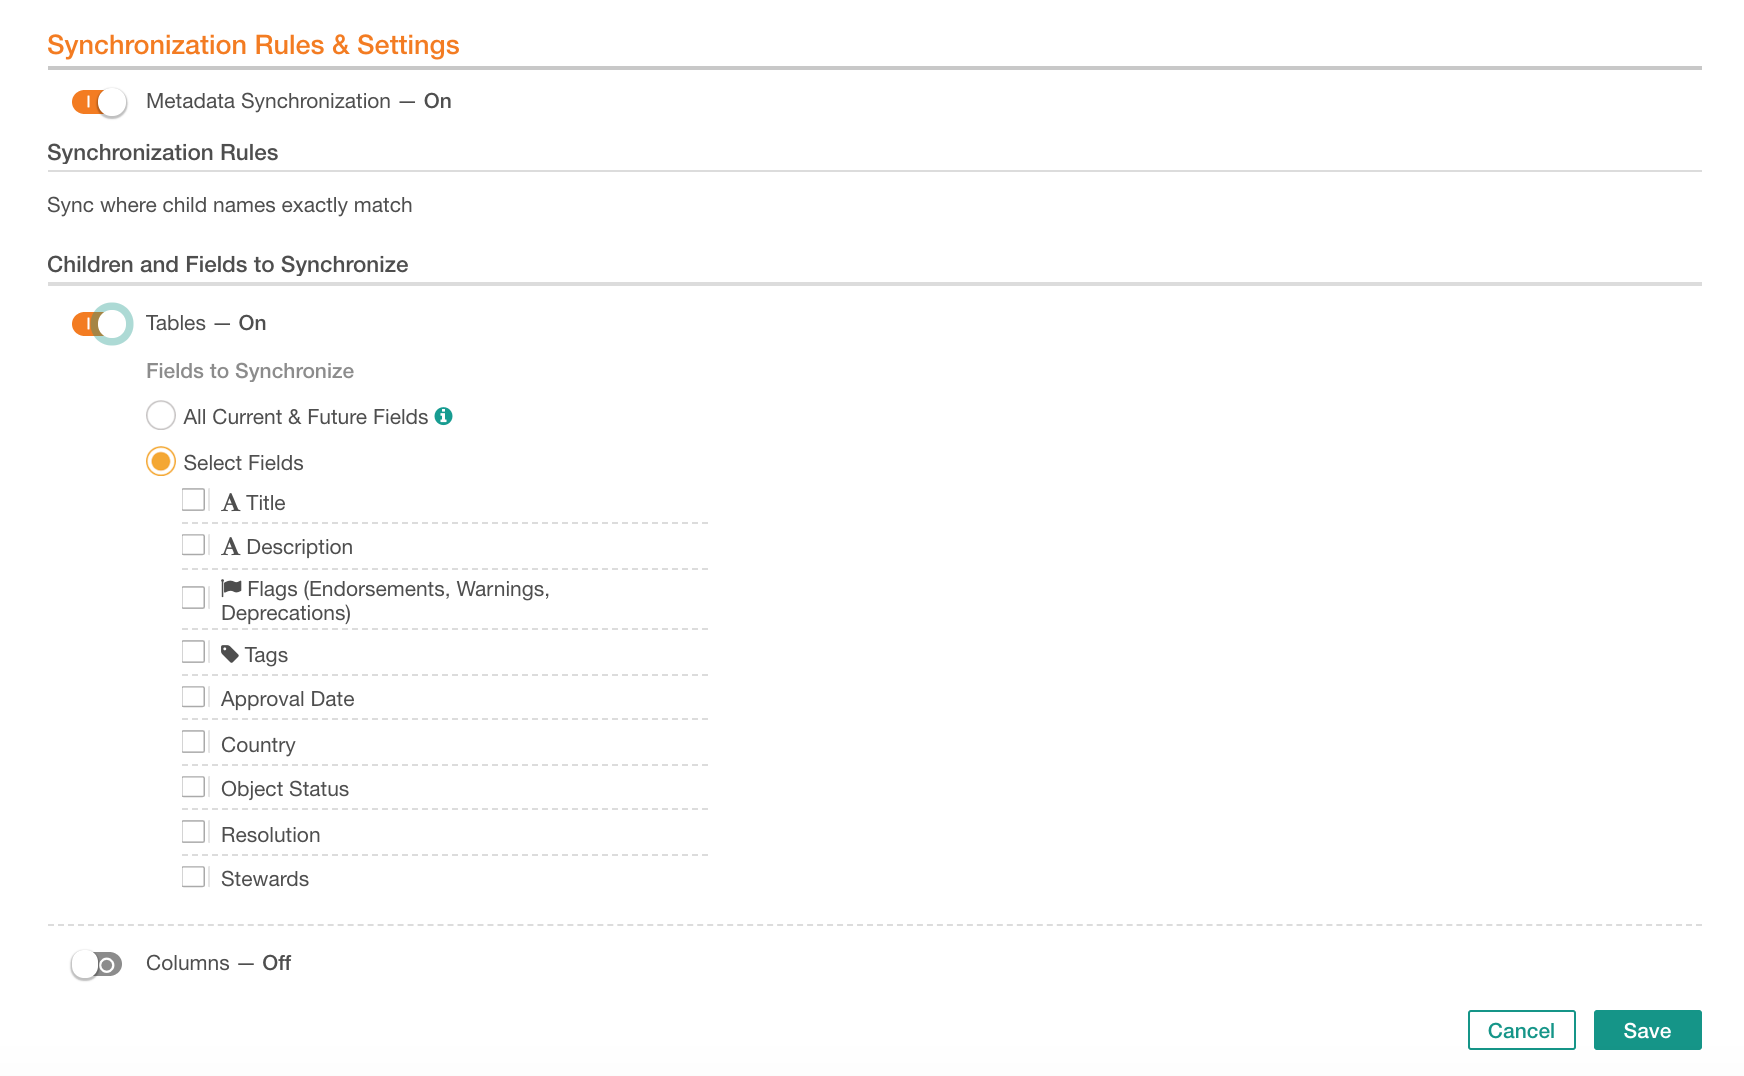 Synchronization Rules & Settings
Metadada Synchronization — On
Synchronization Rules
Sync where child names exactly match
Children and Fields to Synchronize
Tables — On
Fields to Synchronize
All Current & Future Fields
Select Fields
Title
Description
Flags (Endorsements, Warnings,
Deprecations)
Tags
Approval Date
Country
Object Status
Resolution
Stewards
Columns — Off
Cancel
Save